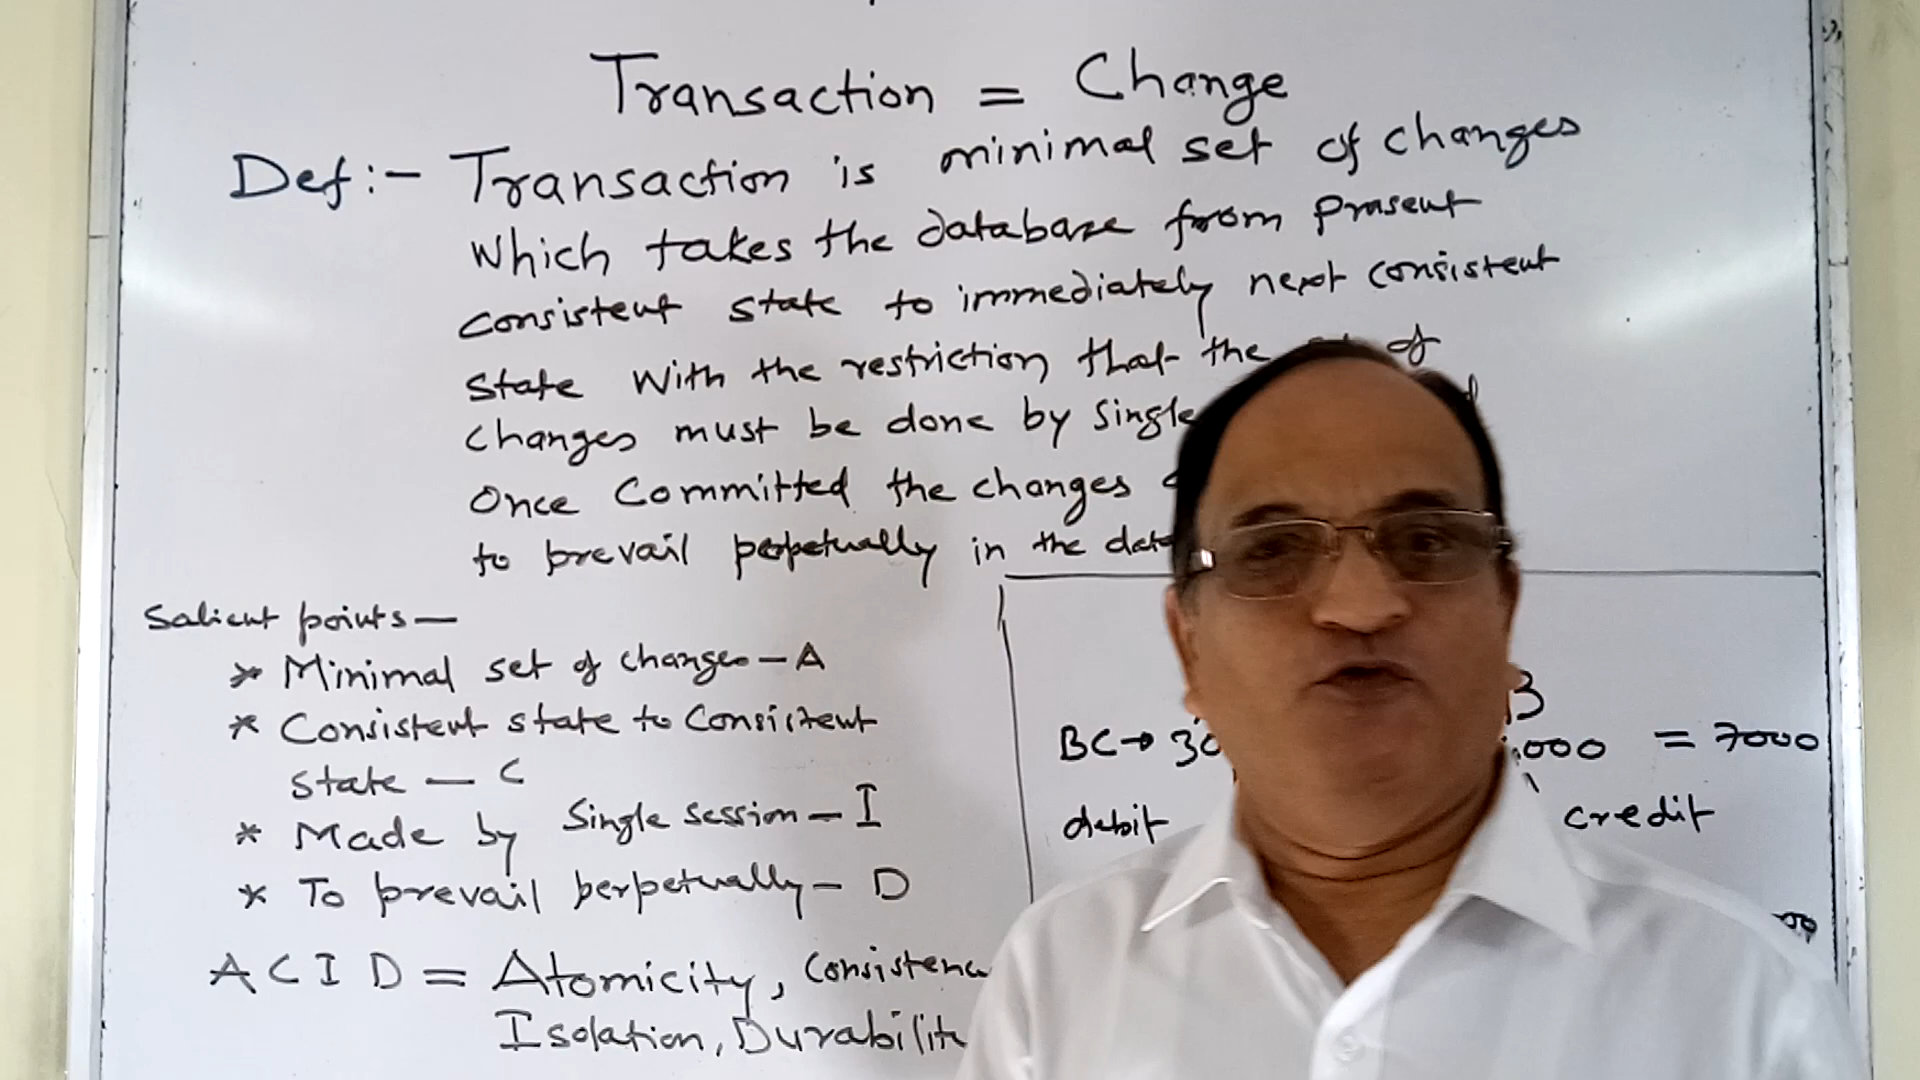 Transaction = Change
Def:- Transaction is minimal set of changes
Which takes the database from present
consistent state to immediately next consistent
state with the restriction that the of
changes must be done by single
Once Committed the changes
to prevail perpetually in the
Salient points —
* Minimal set of changes - A
* Consistent state to Consistent
state — C
* Made by Single session - I
* To prevail perpetually - D
A C I D = Atomicity,
Isolation,
BC → = 7000
debit credit